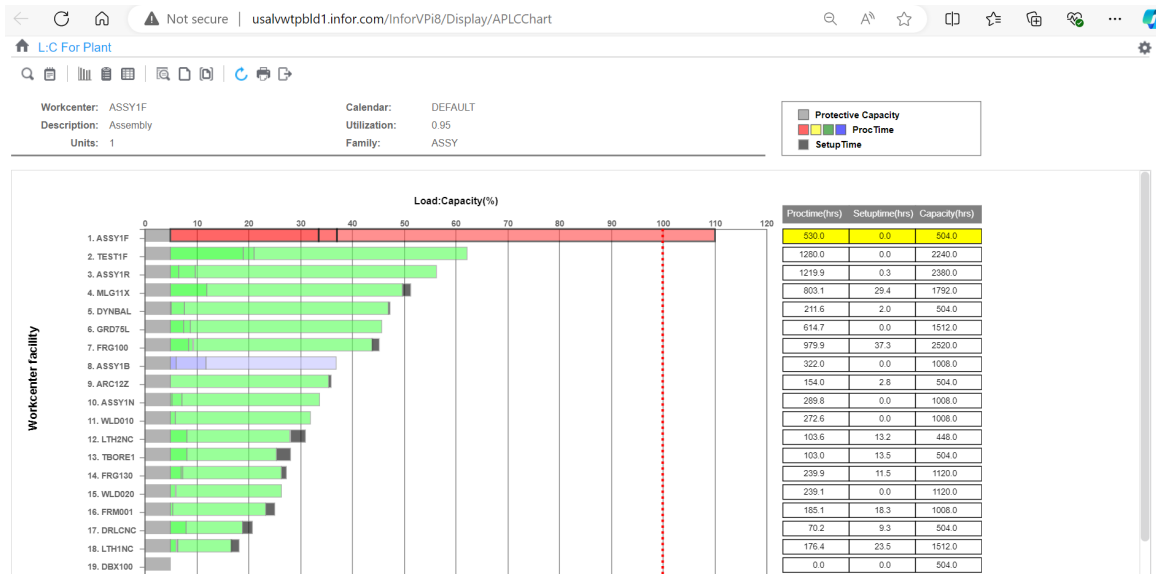 Not secure | usalvwtpbld1.infor.com/InforVPi8/Display/APLCChart
L:C For Plant
Workcenter: ASSY1F Calendar: DEFAULT
Description: Assembly Utilization: 0.95
Units: 1 Family: ASSY
Protective Capacity
ProcTime
SetupTime
Load:Capacity(%)
0 10 20 30 40 50 60 70 80 90 100 110 120
Proctime(hrs) Setuptime(hrs) Capacity(hrs)
Workcenter facility
1. ASSY1F 530.0 0.0 504.0
2. TEST1F 1280.0 0.0 2240.0
3. ASSY1R 1219.9 0.3 2380.0
4. MLG11X 803.1 29.4 1792.0
5. DYNBAL 211.6 2.0 504.0
6. GRD75L 614.7 0.0 1512.0
7. FRG100 979.9 37.3 2520.0
8. ASSY1B 322.0 0.0 1008.0
9. ARC12Z 154.0 2.8 504.0
10. ASSY1N 289.8 0.0 1008.0
11. WLD010 272.6 0.0 1008.0
12. LTH2NC 103.6 13.2 448.0
13. TBORE1 103.0 13.5 504.0
14. FRG130 239.9 11.5 1120.0
15. WLD020 239.1 0.0 1120.0
16. FRM001 185.1 18.3 1008.0
17. DRLCNC 70.2 9.3 504.0
18. LTH1NC 176.4 23.5 1512.0
19. DBX100 0.0 0.0 504.0